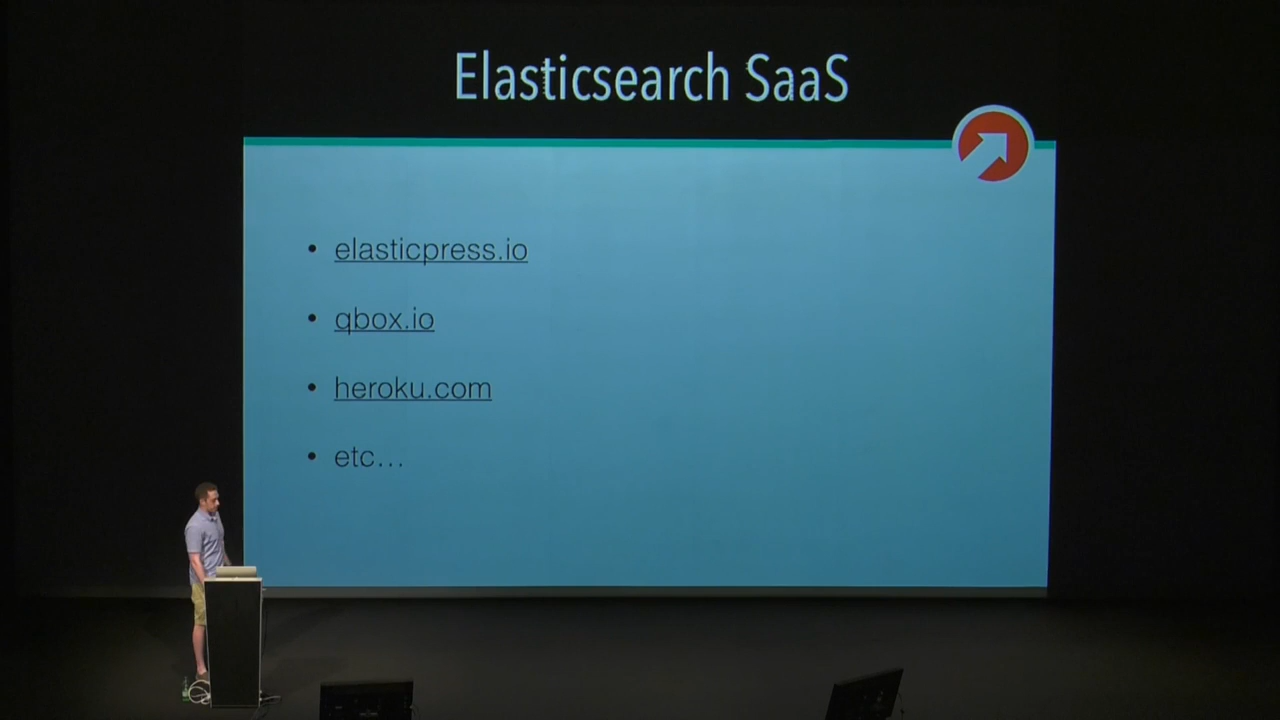 Elasticsearch SaaS
• elasticpress.io
• qbox.io
• heroku.com
• etc…